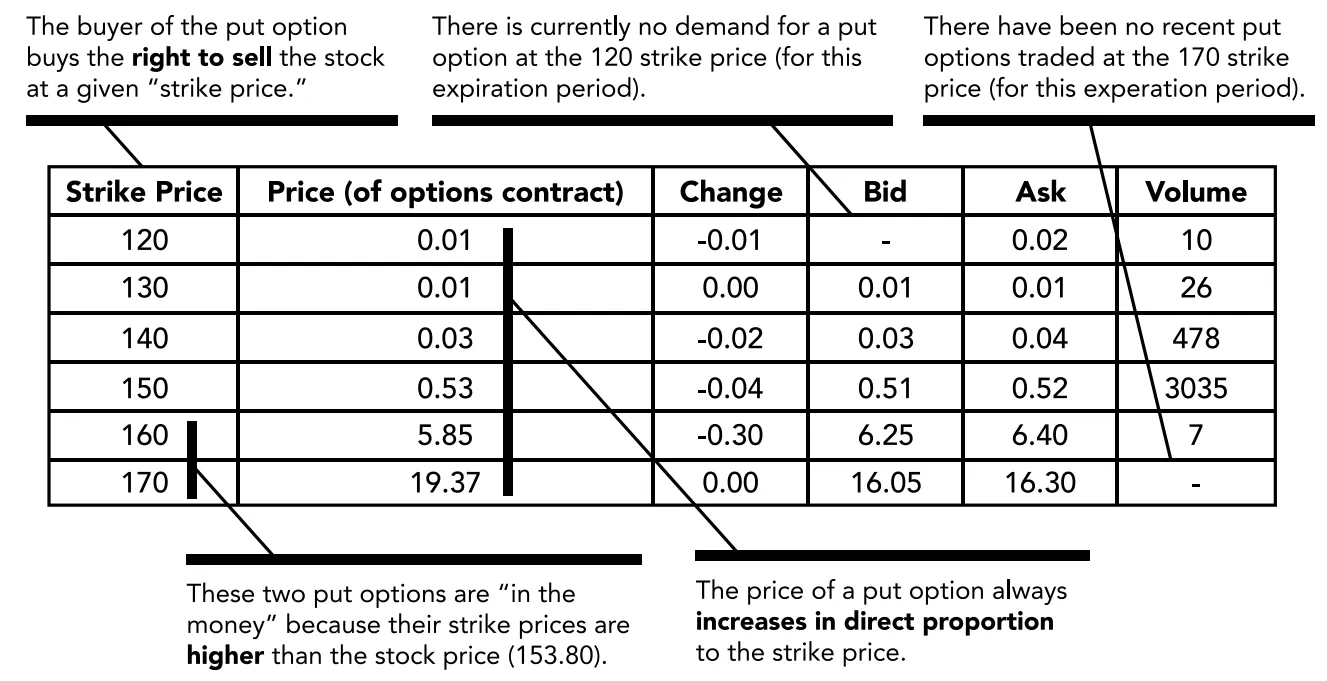 The buyer of the put option
buys the right to sell the stock
at a given “strike price.”
There is currently no demand for a put
option at the 120 strike price (for this
expiration period).
There have been no recent put
options traded at the 170 strike
price (for this experation period).
Strike Price Price (of options contract) Change Bid Ask Volume
120 0.01 -0.01 - 0.02 10
130 0.01 0.00 0.01 0.01 26
140 0.03 -0.02 0.03 0.04 478
150 0.53 -0.04 0.51 0.52 3035
160 5.85 -0.30 6.25 6.40 7
170 19.37 0.00 16.05 16.30 -
These two put options are “in the
money” because their strike prices are
higher than the stock price (153.80).
The price of a put option always
increases in direct proportion
to the strike price.